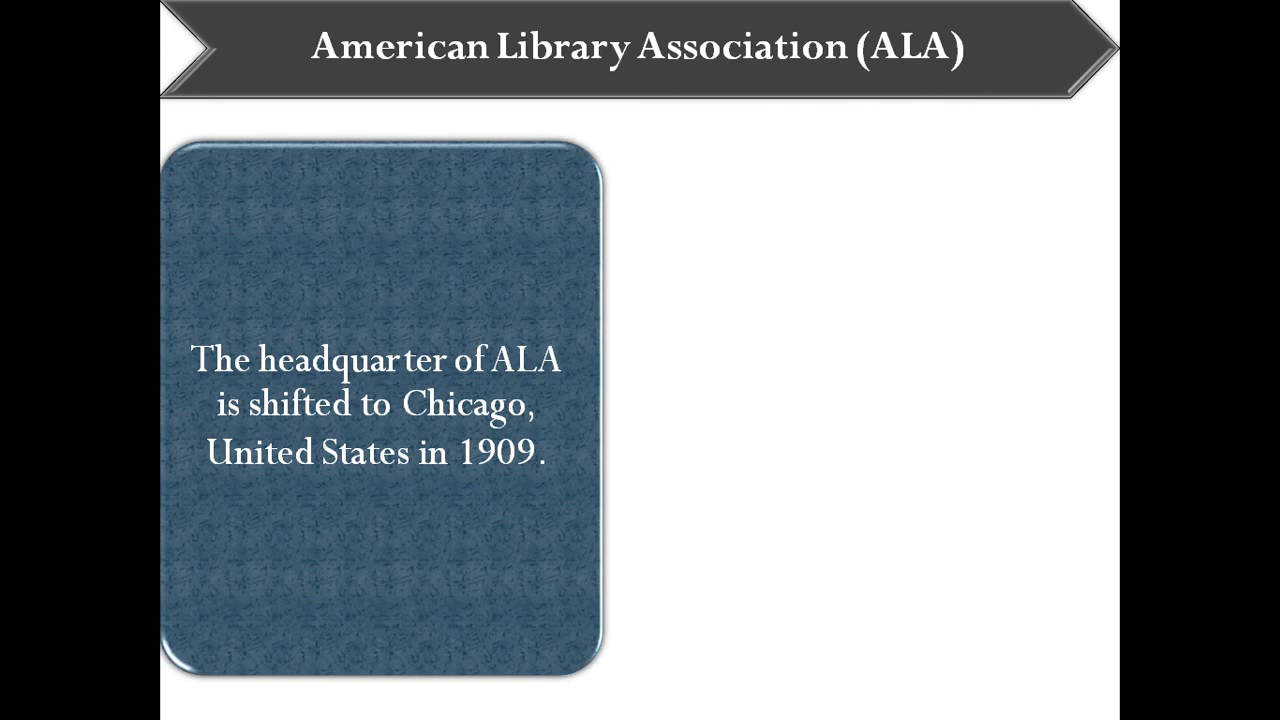 American Library Association (ALA)
The headquarter of ALA
is shifted to Chicago,
United States in 1909.